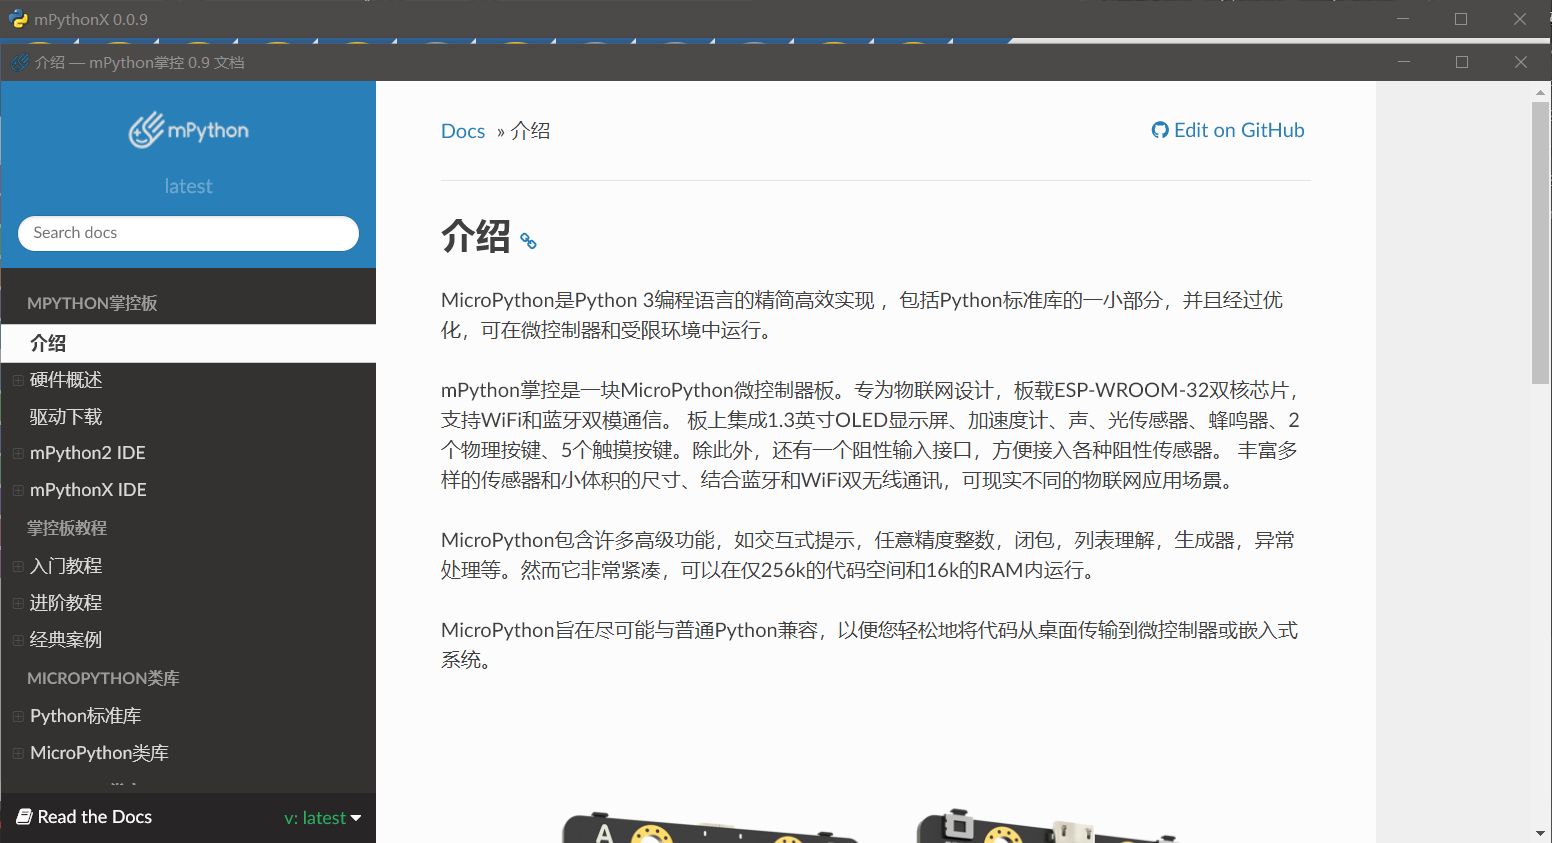 mPythonX 0.0.9
介绍 — mPython掌控 0.9 文档
mPython
latest
Search docs
MPYTHON掌控板
介绍
硬件概述
驱动下载
mPython2 IDE
mPythonX IDE
掌控板教程
入门教程
进阶教程
经典案例
MICROPYTHON类库
Python标准库
MicroPython类库
Read the Docs
v: latest
Docs » 介绍
Edit on GitHub
介绍
MicroPython是Python 3编程语言的精简高效实现 ，包括Python标准库的一小部分，并且经过优
化，可在微控制器和受限环境中运行。
mPython掌控是一块MicroPython微控制器板。专为物联网设计，板载ESP-WROOM-32双核芯片，
支持WiFi和蓝牙双模通信。 板上集成1.3英寸OLED显示屏、加速度计、声、光传感器、蜂鸣器、2
个物理按键、5个触摸按键。除此外，还有一个阻性输入接口，方便接入各种阻性传感器。 丰富多
样的传感器和小体积的尺寸、结合蓝牙和WiFi双无线通讯，可现实不同的物联网应用场景。
MicroPython包含许多高级功能，如交互式提示，任意精度整数，闭包，列表理解，生成器，异常
处理等。然而它非常紧凑，可以在仅256k的代码空间和16k的RAM内运行。
MicroPython旨在尽可能与普通Python兼容，以便您轻松地将代码从桌面传输到微控制器或嵌入式
系统。
A